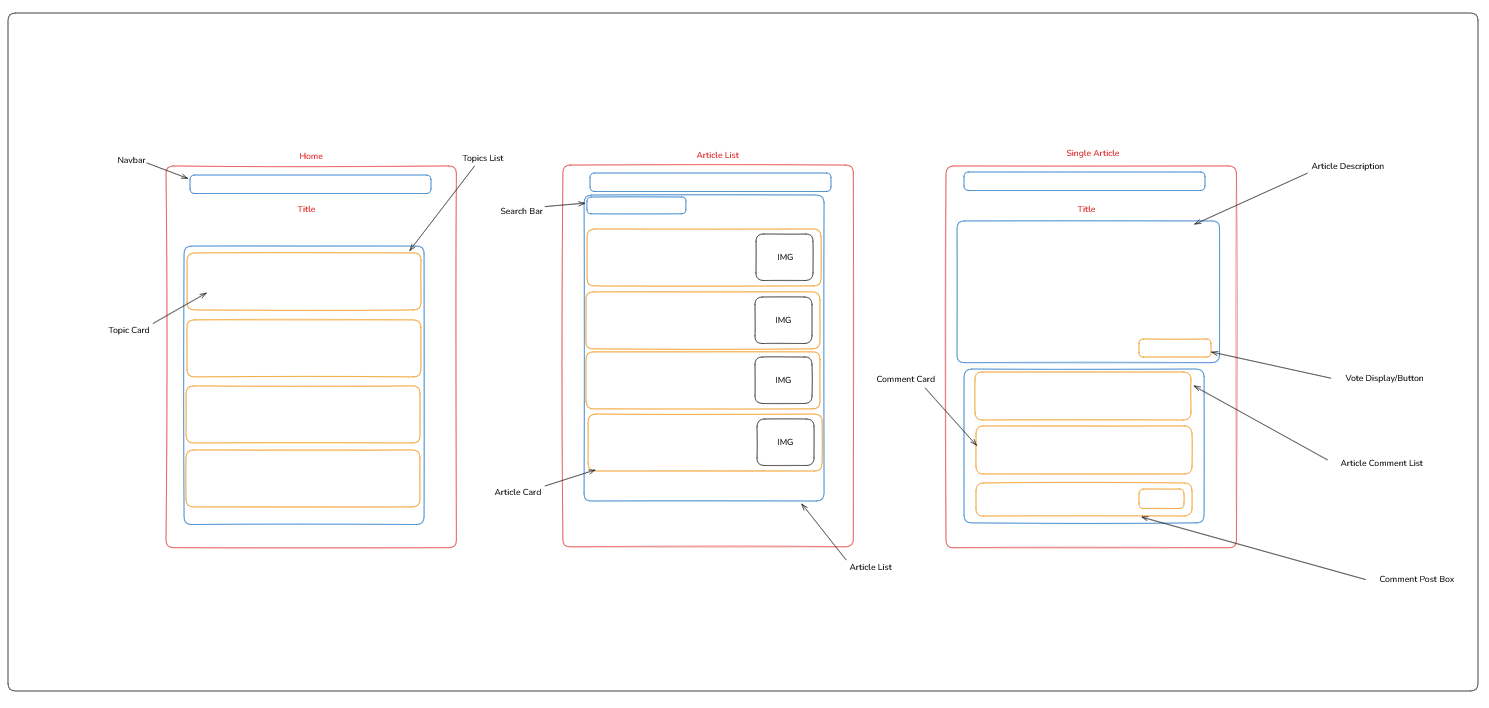 Home
Navbar
Topics List
Title
Topic Card
Article List
Search Bar
IMG
IMG
IMG
IMG
Article Card
Article List
Single Article
Article Description
Title
Vote Display/Button
Comment Card
Article Comment List
Comment Post Box